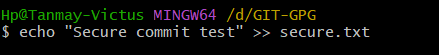 Hp@Tanmay-Victus MINGW64 /d/GIT-GPG
$ echo "Secure commit test" >> secure.txt